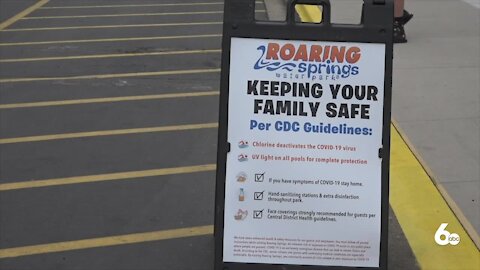 ROARING
Springs
water park
KEEPING YOUR
FAMILY SAFE
Per CDC Guidelines:
Chlorine deactivates the COVID-19 virus
UV light on all pools for complete protection
If you have symptoms of COVID-19 stay home.
Hand-sanitizing stations & extra disinfection
throughout park.
Face coverings strongly recommended for guests per
Central District Health guidelines.
6abc